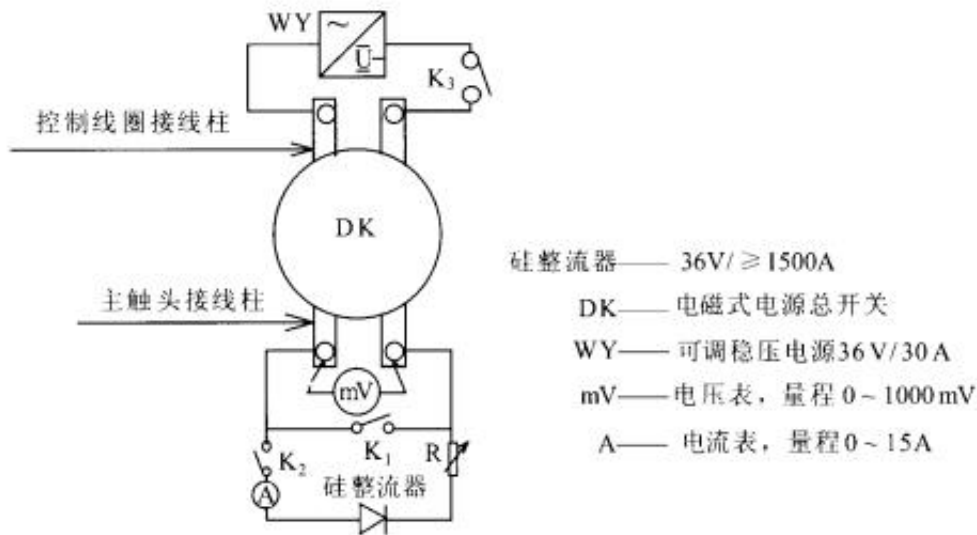 WY
~
U
K3
控制线圈接线柱
DK
主触头接线柱
mV
K1
K2
R
A
硅整流器
硅整流器—— 36V/≥1500A
DK—— 电磁式电源总开关
WY—— 可调稳压电源36V/30A
mV—— 电压表，量程0~1000mV
A—— 电流表，量程0~15A